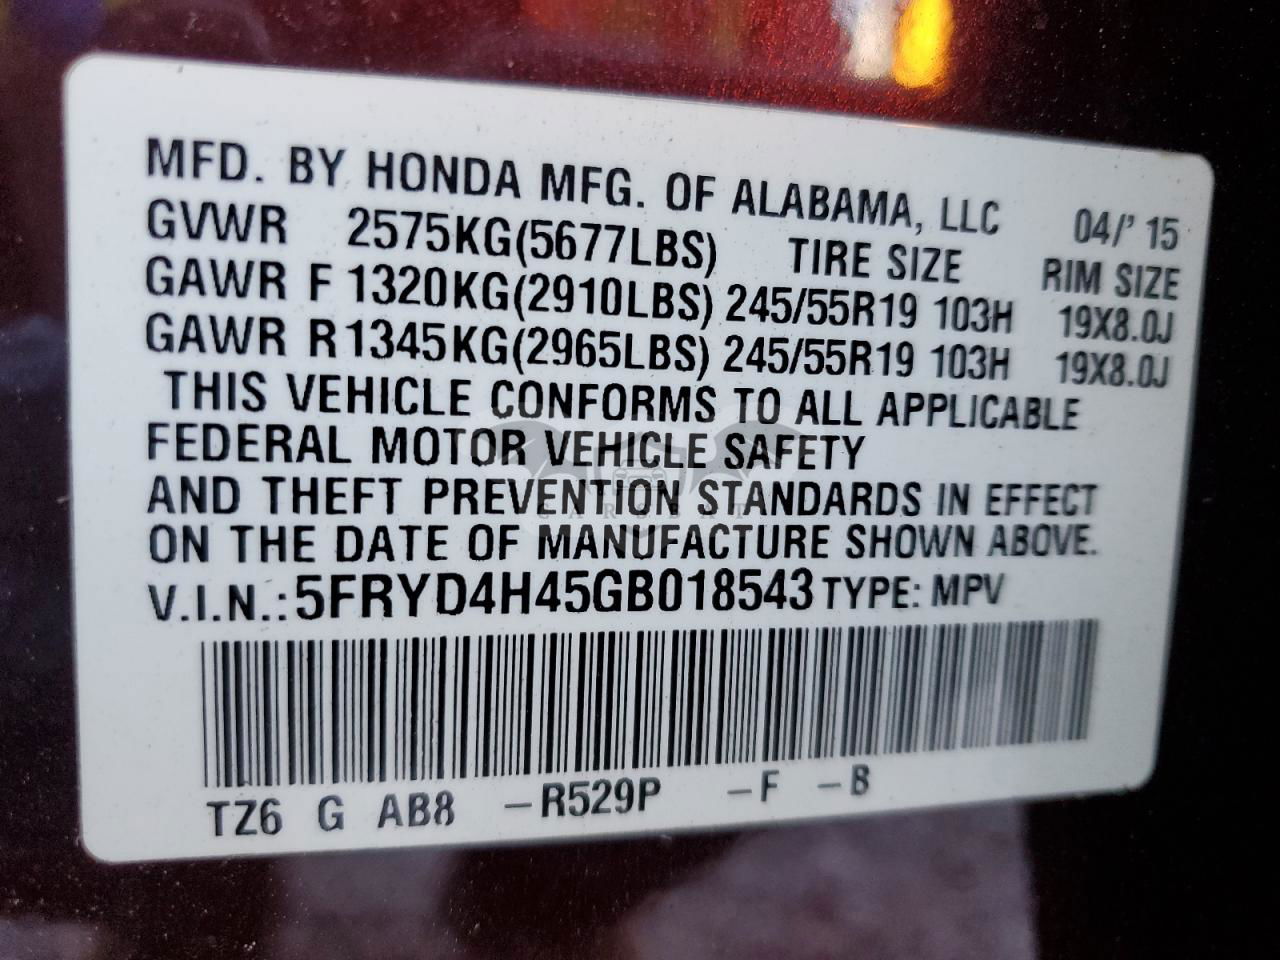 MFD. BY HONDA MFG. OF ALABAMA, LLC 04/' 15
GVWR 2575KG(5677LBS) TIRE SIZE RIM SIZE
GAWR F 1320KG(2910LBS) 245/55R19 103H 19X8.0J
GAWR R 1345KG(2965LBS) 245/55R19 103H 19X8.0J
THIS VEHICLE CONFORMS TO ALL APPLICABLE
FEDERAL MOTOR VEHICLE SAFETY
AND THEFT PREVENTION STANDARDS IN EFFECT
ON THE DATE OF MANUFACTURE SHOWN ABOVE.
V.I.N.: 5FRYD4H45GB018543 TYPE: MPV
TZ6 G AB8 –R529P –F –B